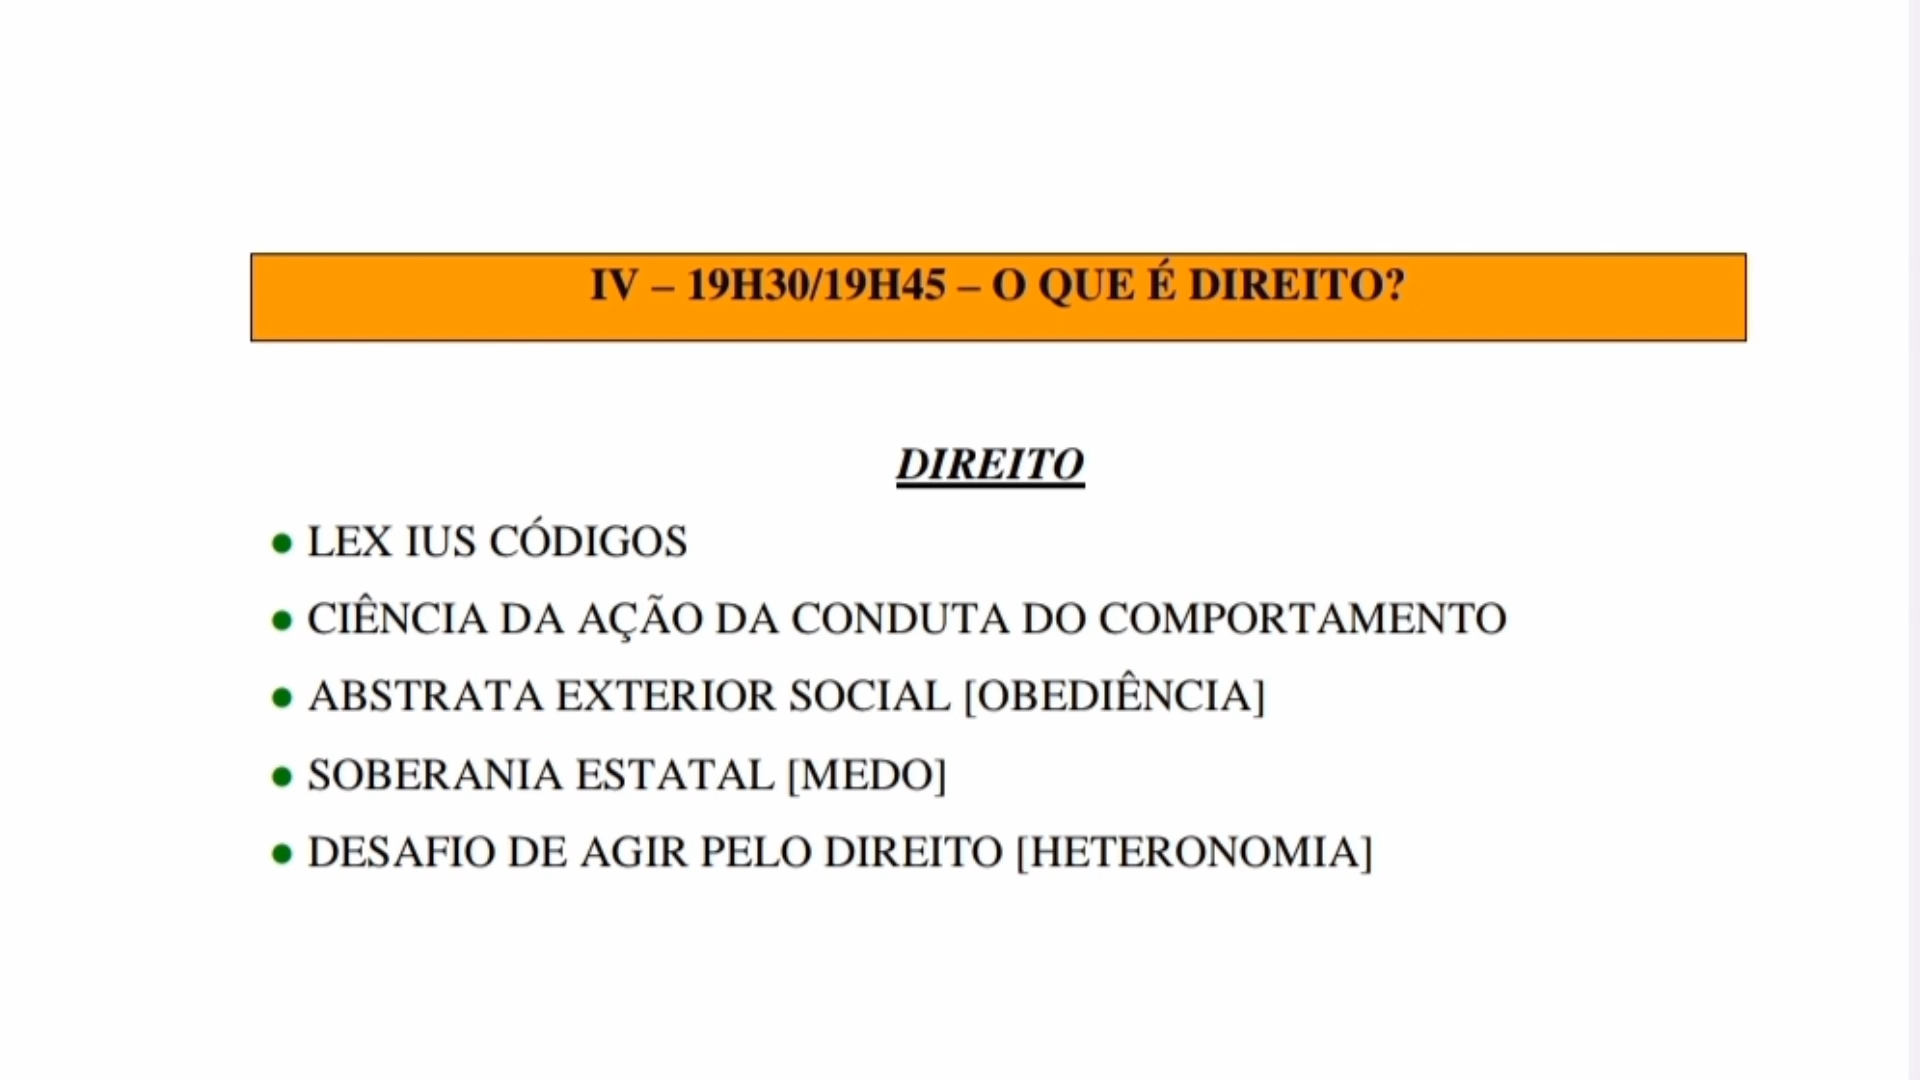 IV – 19H30/19H45 – O QUE É DIREITO?
DIREITO
● LEX IUS CÓDIGOS
● CIÊNCIA DA AÇÃO DA CONDUTA DO COMPORTAMENTO
● ABSTRATA EXTERIOR SOCIAL [OBEDIÊNCIA]
● SOBERANIA ESTATAL [MEDO]
● DESAFIO DE AGIR PELO DIREITO [HETERONOMIA]